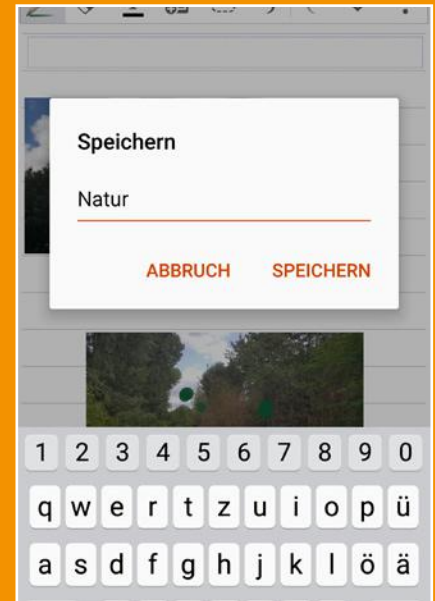 Speichern
Natur
ABBRUCH SPEICHERN
1 2 3 4 5 6 7 8 9 0
q w e r t z u i o p ü
a s d f g h j k l ö ä